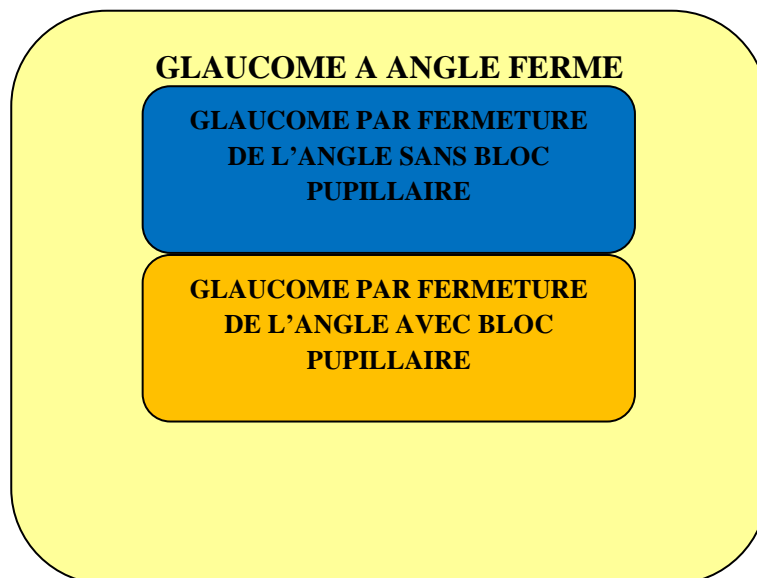 GLAUCOME A ANGLE FERME
GLAUCOME PAR FERMETURE
DE L’ANGLE SANS BLOC
PUPILLAIRE
GLAUCOME PAR FERMETURE
DE L’ANGLE AVEC BLOC
PUPILLAIRE